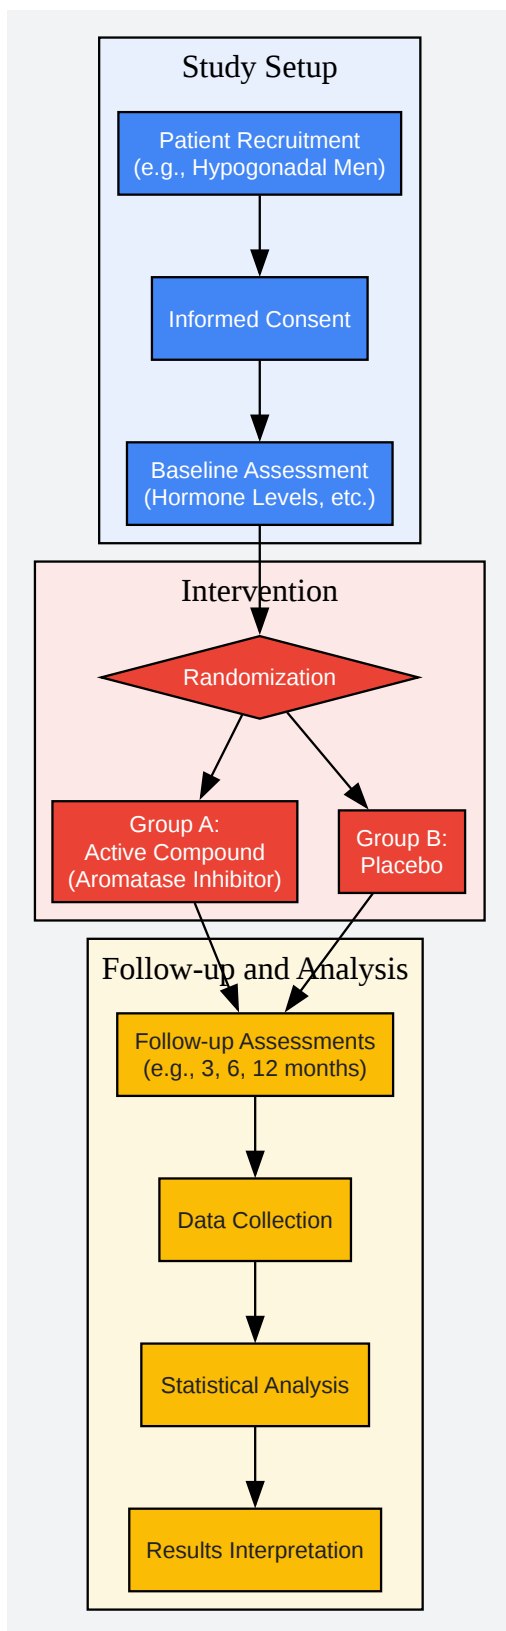 Study Setup
Patient Recruitment
(e.g., Hypogonadal Men)
Informed Consent
Baseline Assessment
(Hormone Levels, etc.)
Intervention
Randomization
Group A:
Active Compound
(Aromatase Inhibitor)
Group B:
Placebo
Follow-up and Analysis
Follow-up Assessments
(e.g., 3, 6, 12 months)
Data Collection
Statistical Analysis
Results Interpretation